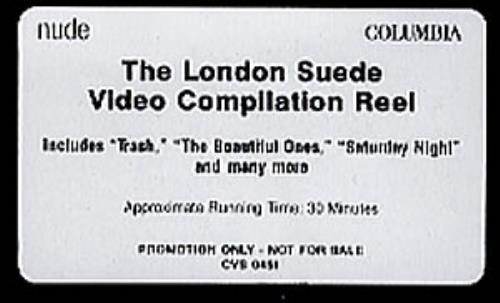 nude
COLUMBIA
The London Suede
Video Compilation Reel
Includes "Trash," "The Beautiful Ones," "Saturday Night"
and many more
Approximate Running Time: 30 Minutes
PROMOTION ONLY - NOT FOR SALE
CVS